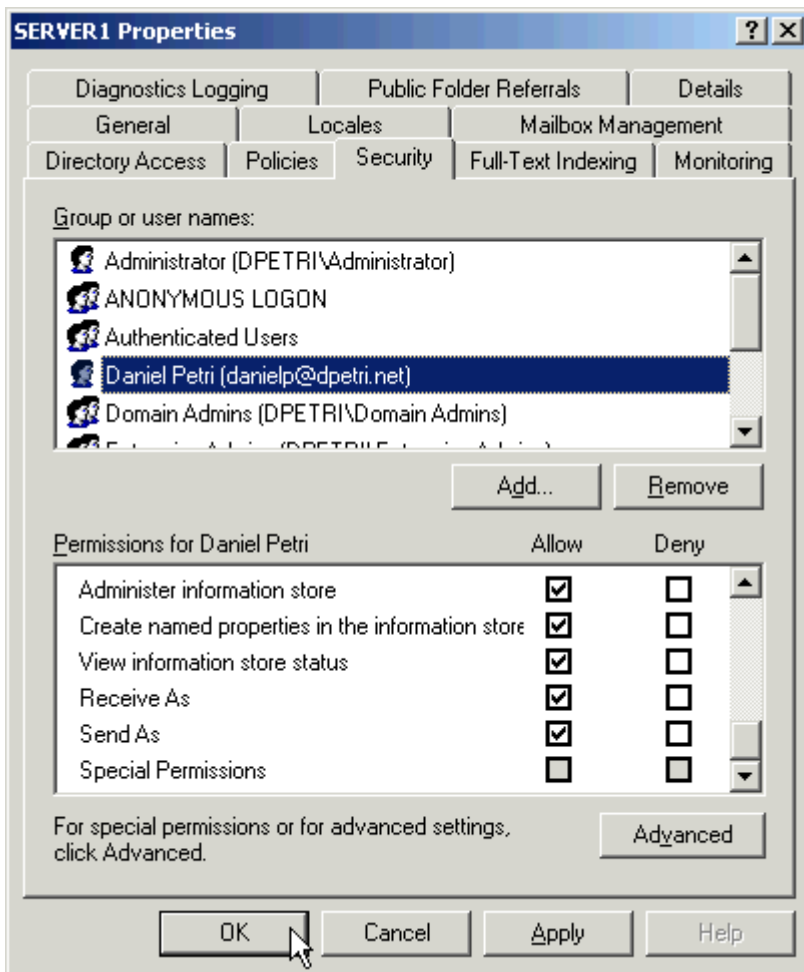 SERVER1 Properties
Diagnostics Logging Public Folder Referrals Details
General Locales Mailbox Management
Directory Access Policies Security Full-Text Indexing Monitoring
Group or user names:
Administrator (DPETRI\Administrator)
ANONYMOUS LOGON
Authenticated Users
Daniel Petri (danielp@dpetri.net)
Domain Admins (DPETRI\Domain Admins)
Add... Remove
Permissions for Daniel Petri Allow Deny
Administer information store
Create named properties in the information store
View information store status
Receive As
Send As
Special Permissions
For special permissions or for advanced settings,
click Advanced.
Advanced
OK Cancel Apply Help